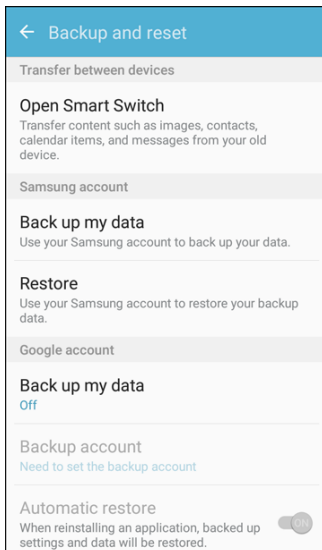 Backup and reset
Transfer between devices
Open Smart Switch
Transfer content such as images, contacts,
calendar items, and messages from your old
device.
Samsung account
Back up my data
Use your Samsung account to back up your data.
Restore
Use your Samsung account to restore your backup
data.
Google account
Back up my data
Off
Backup account
Need to set the backup account
Automatic restore
When reinstalling an application, backed up
settings and data will be restored.
ON